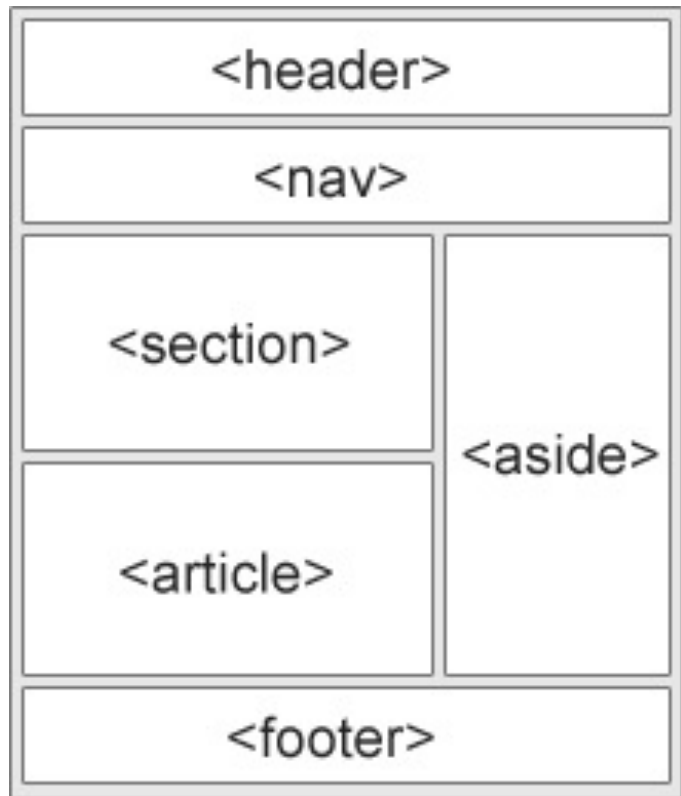 <header>
<nav>
<section>
<article>
<aside>
<footer>